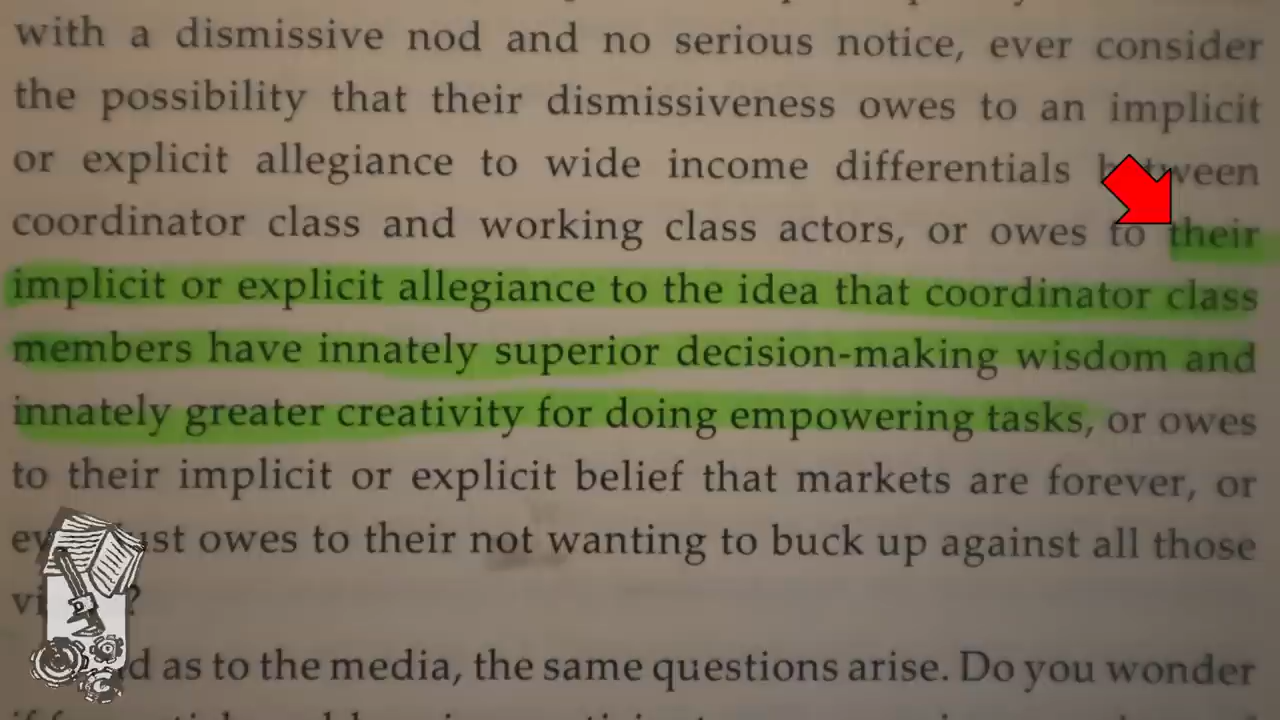 with a dismissive nod and no serious notice, ever consider
the possibility that their dismissiveness owes to an implicit
or explicit allegiance to wide income differentials between
coordinator class and working class actors, or owes to their
implicit or explicit allegiance to the idea that coordinator class
members have innately superior decision-making wisdom and
innately greater creativity for doing empowering tasks, or owes
to their implicit or explicit belief that markets are forever, or
owes to their not wanting to buck up against all those
as to the media, the same questions arise. Do you wonder